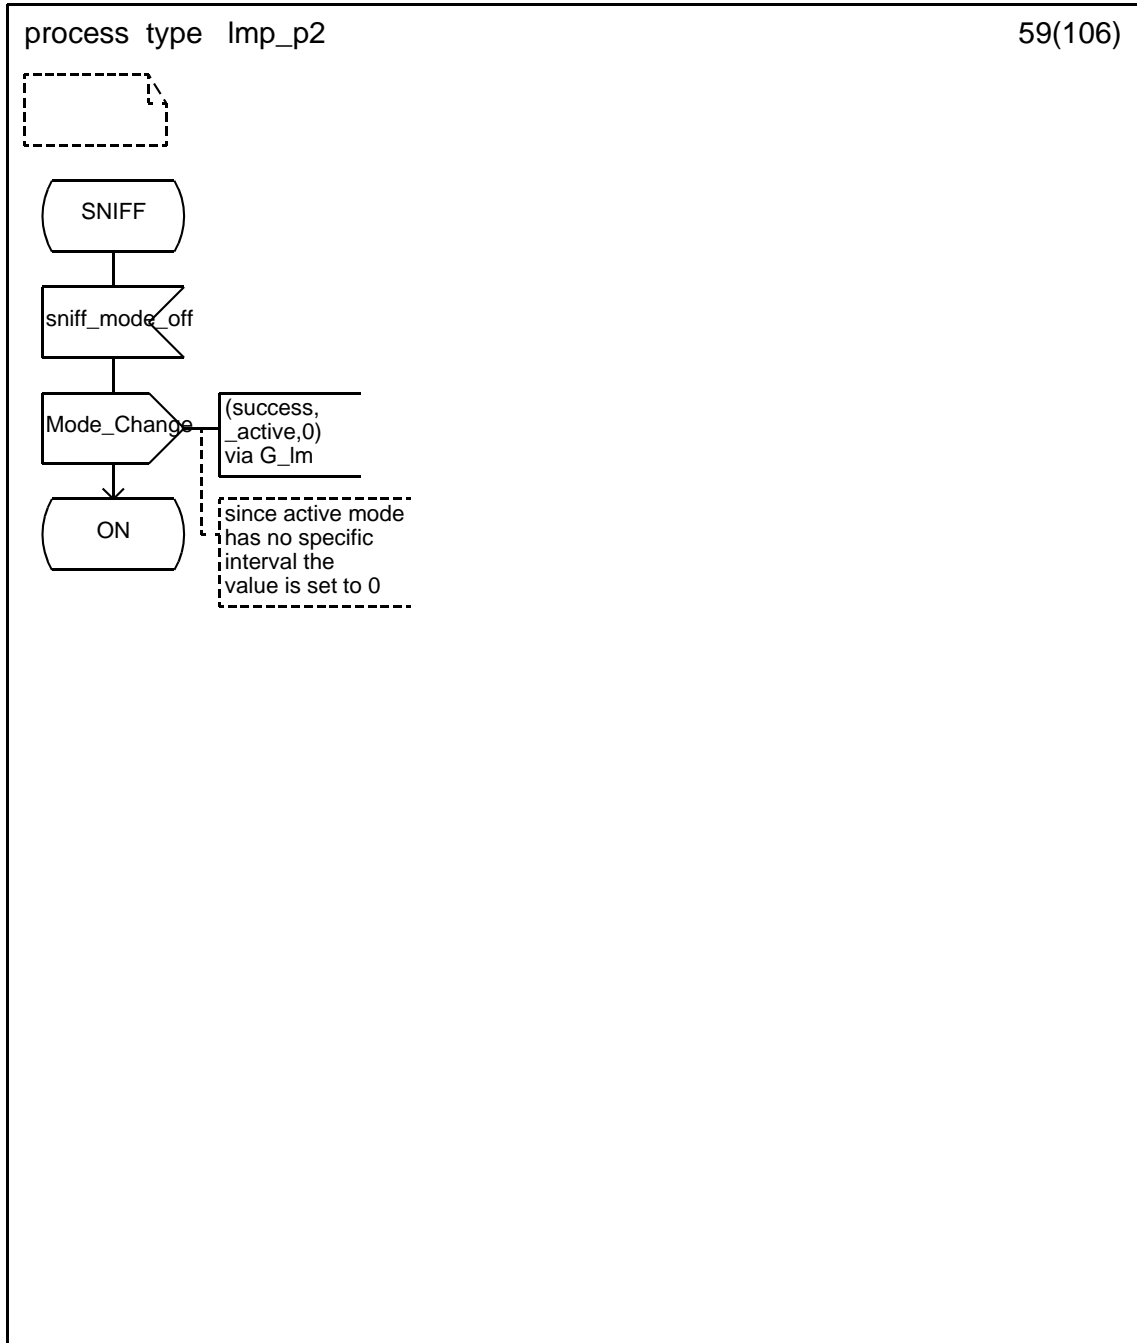 process type lmp_p2
59(106)
SNIFF
sniff_mode_off
Mode_Change
(success,
_active,0)
via G_lm
ON
since active mode
has no specific
interval the
value is set to 0